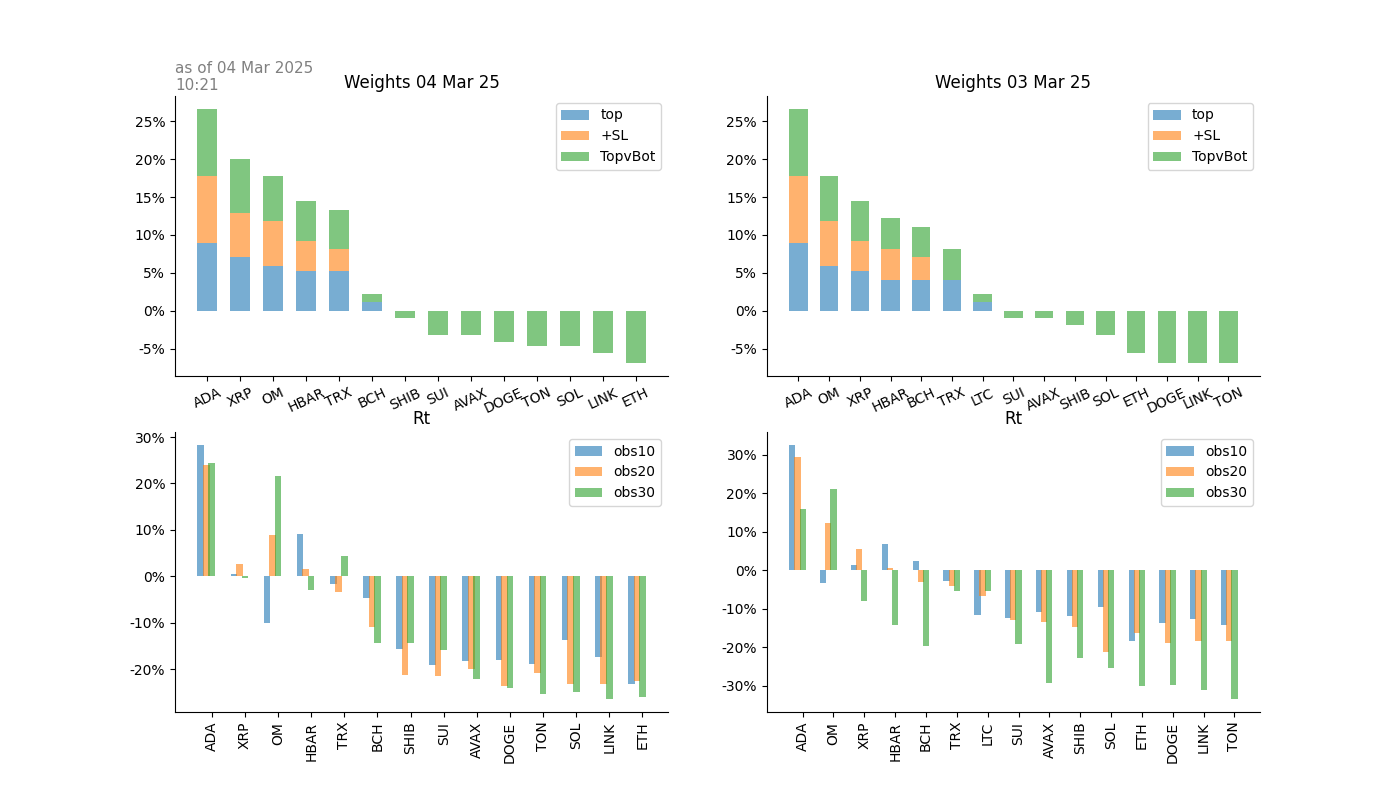 as of 04 Mar 2025
10:21
Weights 04 Mar 25
25%
20%
15%
10%
5%
0%
-5%
top
+SL
TopvBot
ADA XRP OM HBAR TRX BCH SHIB SUI AVAX DOGE TON SOL LINK ETH
Weights 03 Mar 25
25%
20%
15%
10%
5%
0%
-5%
top
+SL
TopvBot
ADA OM XRP HBAR BCH TRX LTC SUI AVAX SHIB SOL ETH DOGE LINK TON
Rt
30%
20%
10%
0%
-10%
-20%
obs10
obs20
obs30
ADA XRP OM HBAR TRX BCH SHIB SUI AVAX DOGE TON SOL LINK ETH
Rt
30%
20%
10%
0%
-10%
-20%
-30%
obs10
obs20
obs30
ADA OM XRP HBAR BCH TRX LTC SUI AVAX SHIB SOL ETH DOGE LINK TON